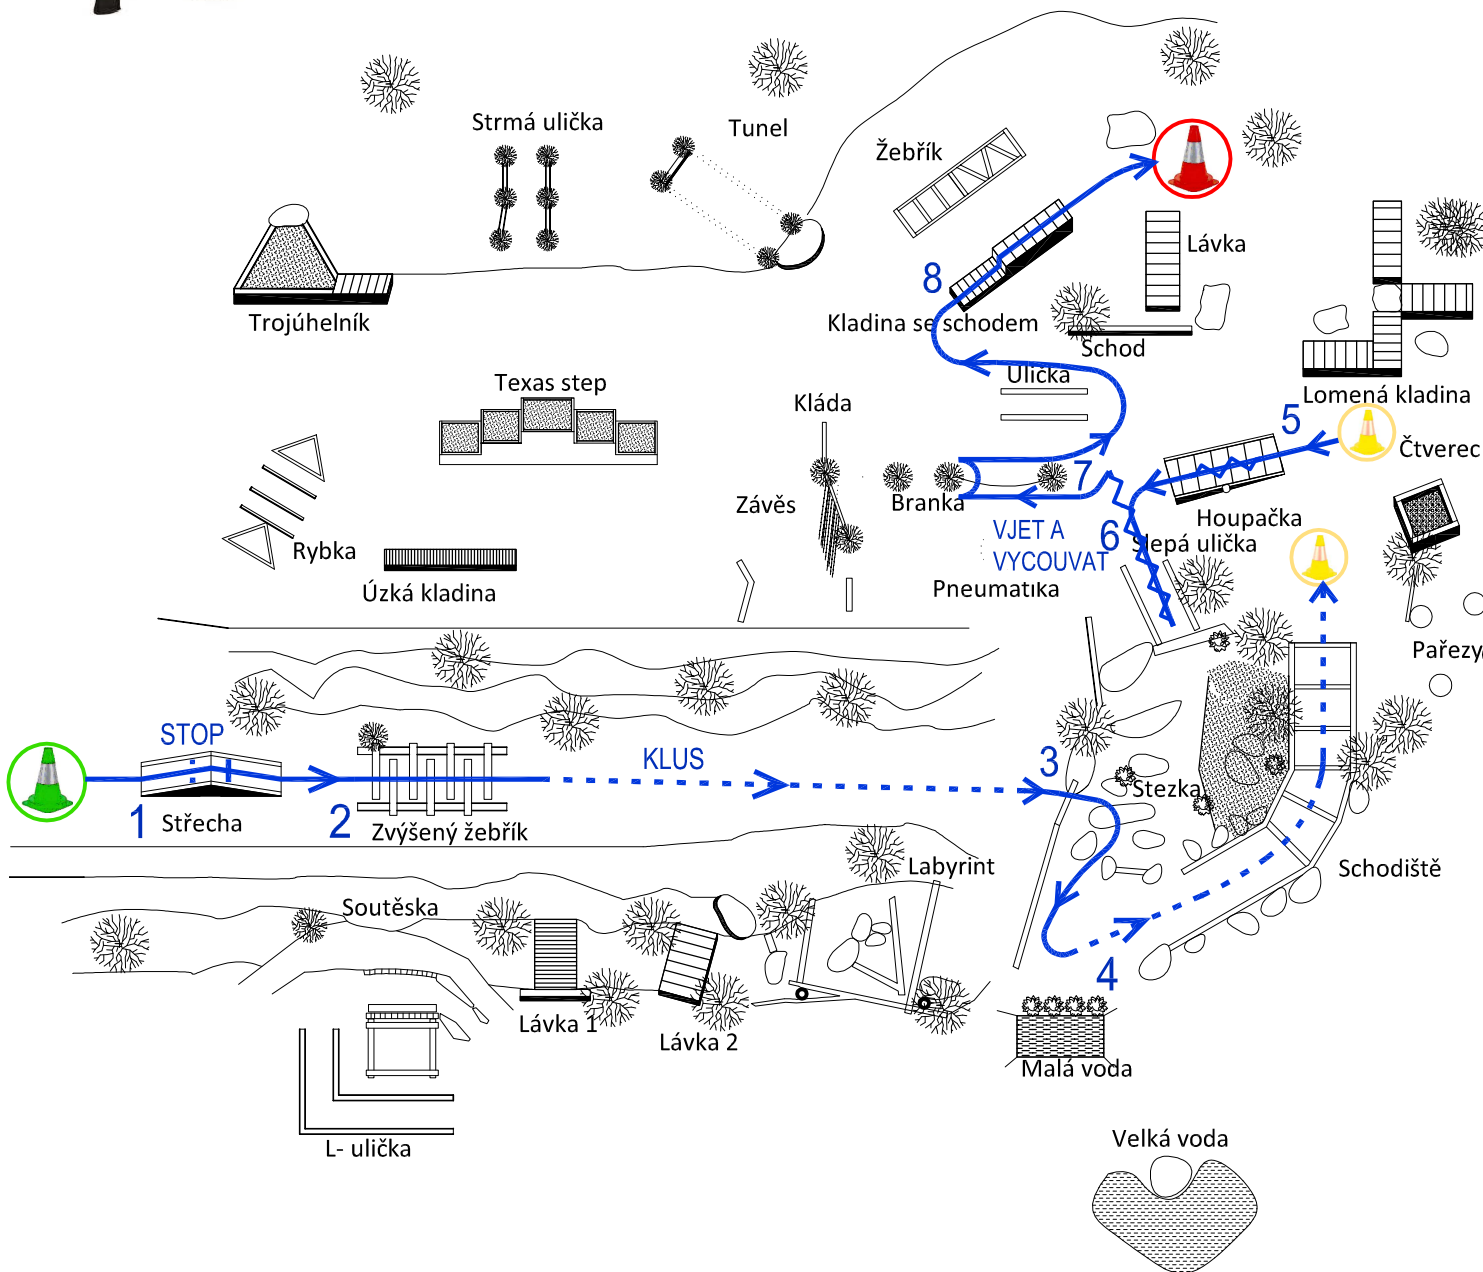 Strmá ulička
Tunel
Žebřík
Lávka
Trojúhelník
8
Kladina se schodem
Schod
Ulička
Texas step
Kláda
Lomená kladina
5
Čtverec
7
Závěs
Branka
Houpačka
VJET A
VYCOUVAT
6
Slepá ulička
Rybka
Úzká kladina
Pneumatika
Pařezy
STOP
KLUS
3
Stezka
1
Střecha
2
Zvýšený žebřík
Labyrint
Schodiště
Soutěska
4
Lávka 1
Lávka 2
Malá voda
L- ulička
Velká voda